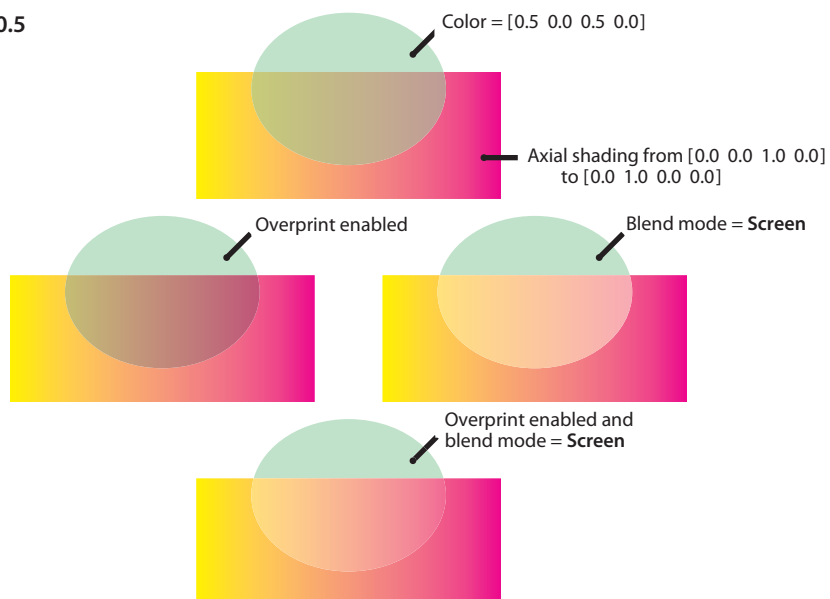 0.5
Color = [0.5 0.0 0.5 0.0]
Axial shading from [0.0 0.0 1.0 0.0]
to [0.0 1.0 0.0 0.0]
Overprint enabled
Blend mode = Screen
Overprint enabled and
blend mode = Screen